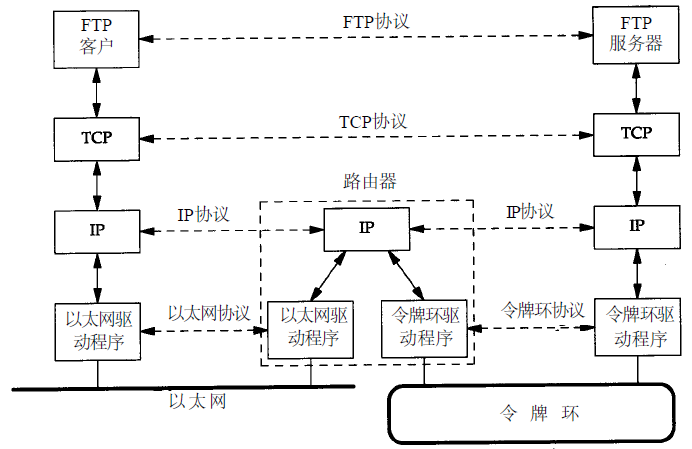 FTP
客户
FTP协议
FTP
服务器
TCP
TCP协议
TCP
路由器
IP
IP协议
IP
IP协议
IP
以太网驱
动程序
以太网协议
以太网驱
动程序
令牌环驱
动程序
令牌环协议
令牌环驱
动程序
以太网
令牌环